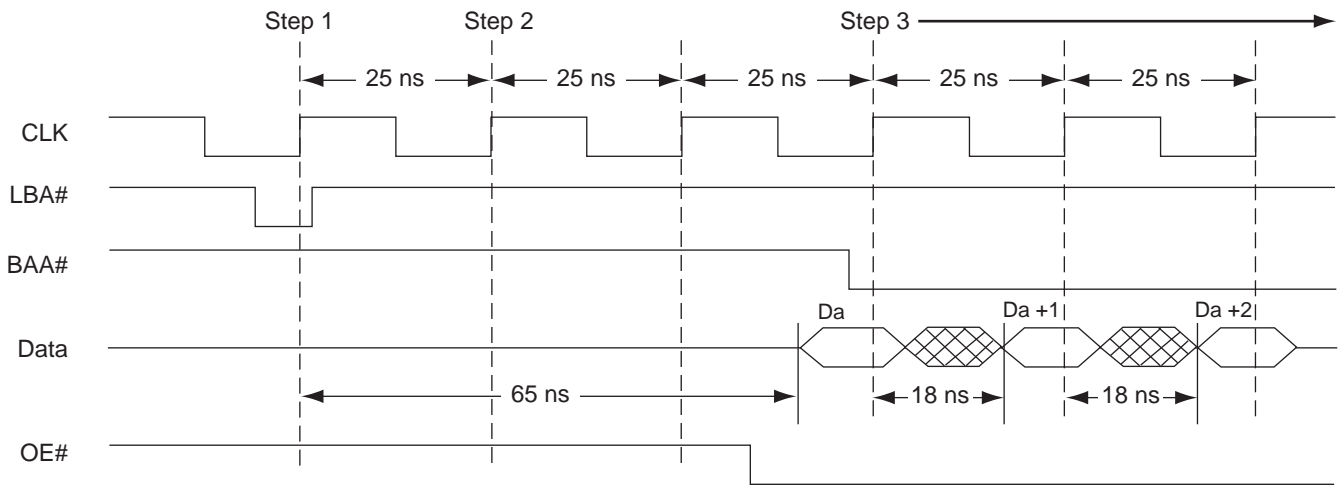 Step 1
Step 2
Step 3
25 ns
25 ns
25 ns
25 ns
25 ns
CLK
LBA#
BAA#
Da
Da +1
Da +2
Data
65 ns
18 ns
18 ns
OE#